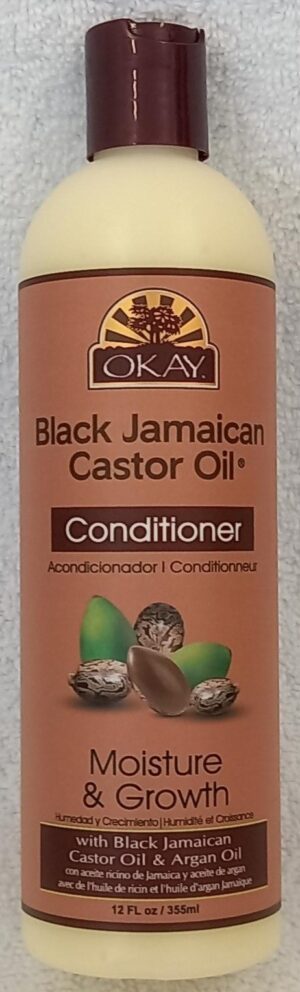 OKAY.
Black Jamaican
Castor Oil®
Conditioner
Acondicionador | Conditionneur
Moisture
& Growth
Humedad y Crecimiento | Humidité et Croissance
with Black Jamaican
Castor Oil & Argan Oil
con aceite ricino de Jamaica y aceite de argan
avec de l'huile de ricin et l'huile d'argan Jamaïque
12 FL oz / 355ml